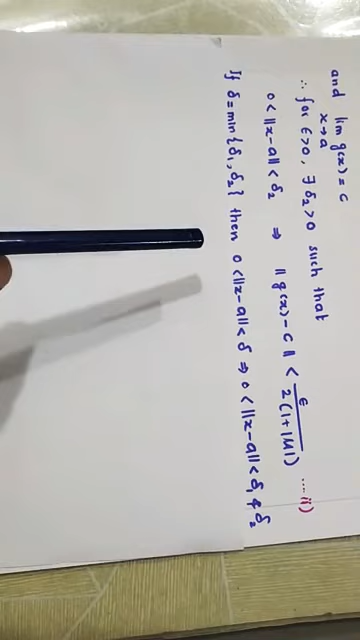 and lim g(x) = c
x→a
∴ for ε>0, ∃ δ₂>0 such that
0 < ||x-a|| < δ₂ ⇒ ||g(x) - c|| < ε/2(1+|μ|) ... ii)
If δ = min{δ₁, δ₂} then 0 < ||x-a|| < δ ⇒ 0 < ||x-a|| < δ₁ & δ₂